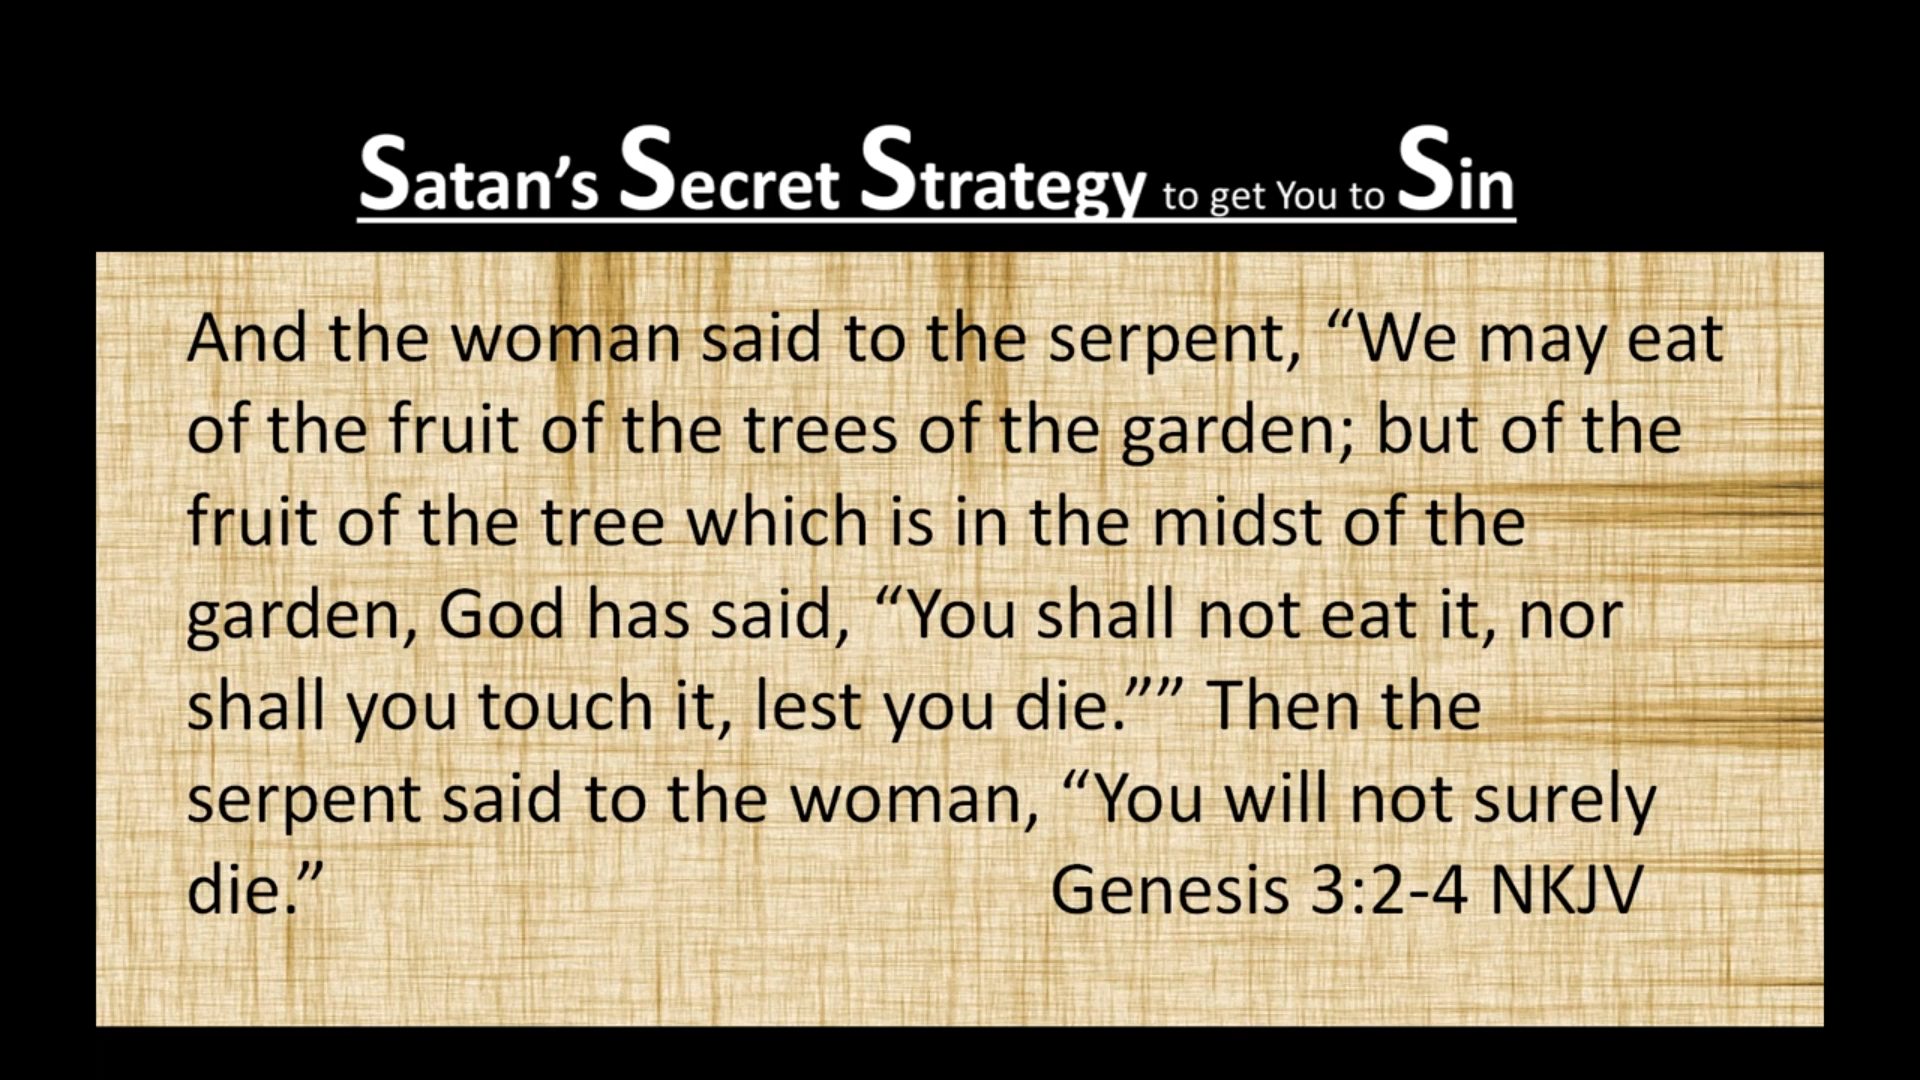 Satan’s Secret Strategy to get You to Sin
And the woman said to the serpent, “We may eat
of the fruit of the trees of the garden; but of the
fruit of the tree which is in the midst of the
garden, God has said, “You shall not eat it, nor
shall you touch it, lest you die.”” Then the
serpent said to the woman, “You will not surely
die.” Genesis 3:2-4 NKJV